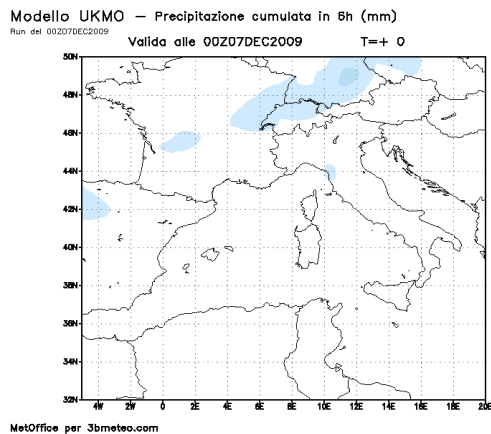 Modello UKMO – Precipitazione cumulata in 6h (mm)
Run del 00Z07DEC2009
Valida alle 00Z07DEC2009 T=+ 0
50N
48N
46N
44N
42N
40N
38N
36N
34N
32N
4W 2W 0 2E 4E 6E 8E 10E 12E 14E 16E 18E 20E
MetOffice per 3bmeteo.com